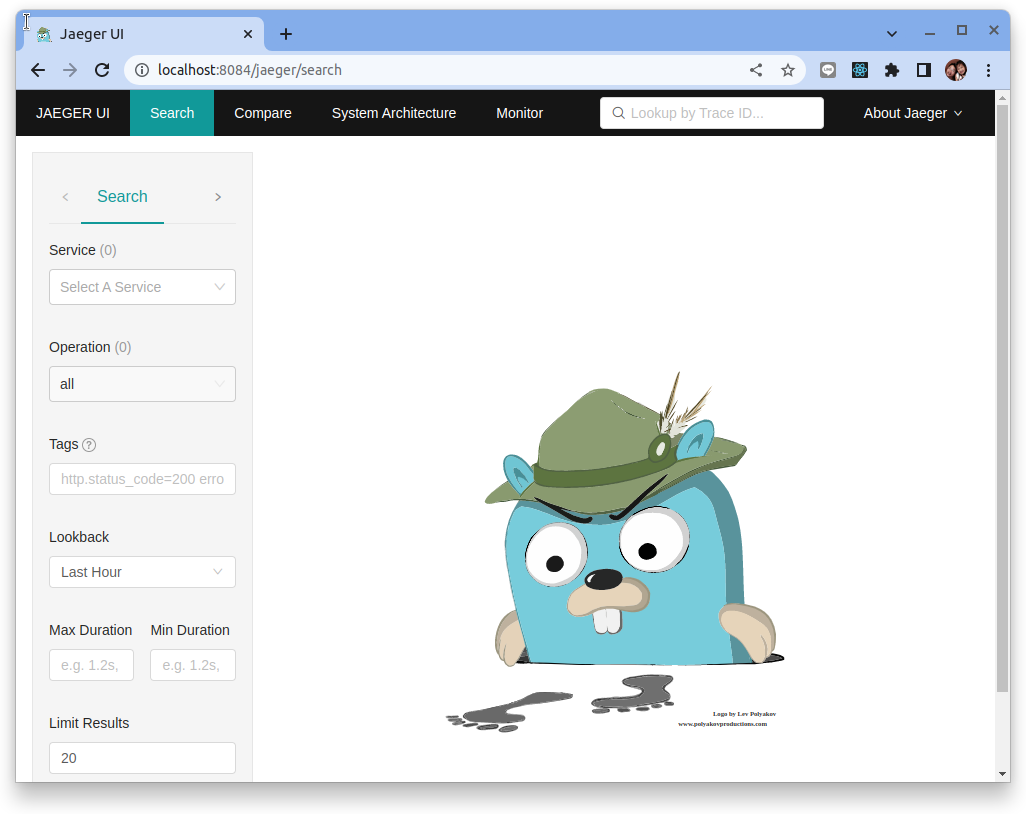 Jaeger UI
localhost:8084/jaeger/search
JAEGER UI Search Compare System Architecture Monitor Lookup by Trace ID... About Jaeger
Search
Service (0)
Select A Service
Operation (0)
all
Tags
http.status_code=200 erro
Lookback
Last Hour
Max Duration Min Duration
e.g. 1.2s, e.g. 1.2s,
Limit Results
20
Logo by Lev Polyakov
www.polyakovproductions.com